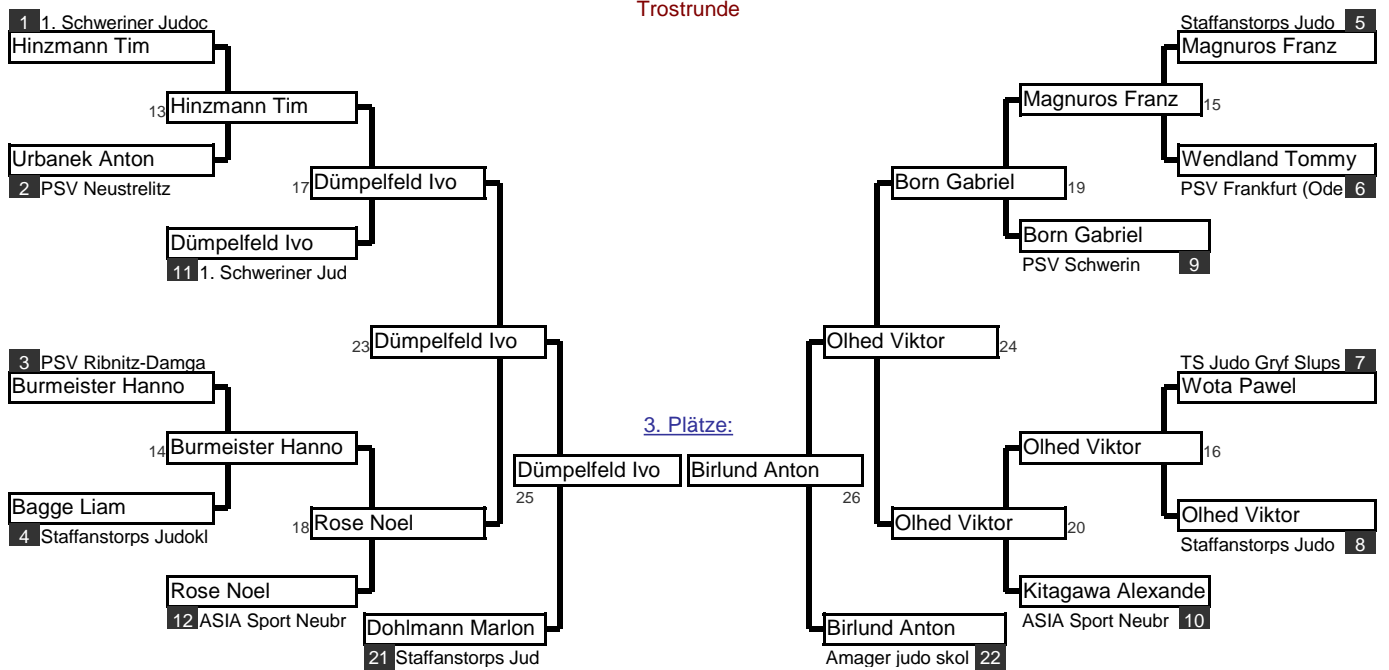 Trostrunde
1 1. Schweriner Judoc
Hinzmann Tim
13 Hinzmann Tim
Urbanek Anton
2 PSV Neustrelitz
17 Dümpelfeld Ivo
Dümpelfeld Ivo
11 1. Schweriner Jud
23 Dümpelfeld Ivo
3 PSV Ribnitz-Damga
Burmeister Hanno
14 Burmeister Hanno
Bagge Liam
4 Staffanstorps Judokl
18 Rose Noel
Rose Noel
12 ASIA Sport Neubr
Dohlmann Marlon
21 Staffanstorps Jud
3. Plätze:
Dümpelfeld Ivo
25
Birlund Anton
26
Staffanstorps Judo 5
Magnuros Franz
Magnuros Franz 15
Wendland Tommy
PSV Frankfurt (Ode 6
Born Gabriel 19
Born Gabriel
PSV Schwerin 9
Olhed Viktor 24
TS Judo Gryf Slups 7
Wota Pawel
Olhed Viktor 16
Olhed Viktor
Staffanstorps Judo 8
Olhed Viktor 20
Kitagawa Alexande
ASIA Sport Neubr 10
Birlund Anton
Amager judo skol 22